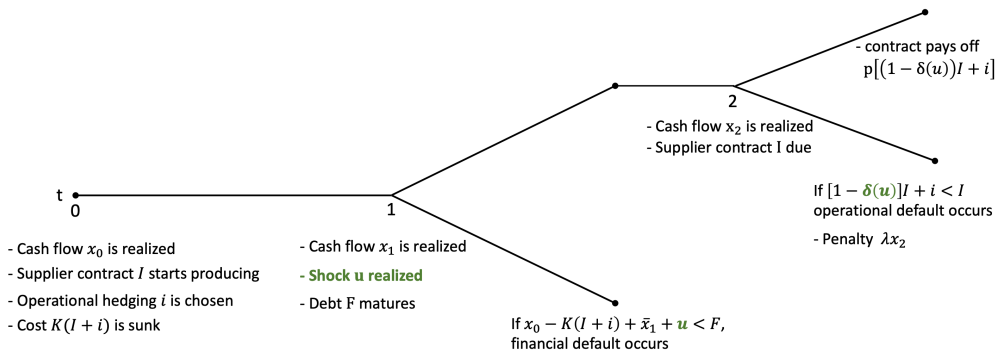 - contract pays off
p[(1 − δ(u))I + i]
2
- Cash flow x₂ is realized
- Supplier contract I due
t
0
1
If [1 − δ(u)]I + i < I
operational default occurs
- Penalty λx₂
- Cash flow x₀ is realized
- Supplier contract I starts producing
- Operational hedging i is chosen
- Cost K(I + i) is sunk
- Cash flow x₁ is realized
- Shock u realized
- Debt F matures
If x₀ − K(I + i) + x̄₁ + u < F,
financial default occurs